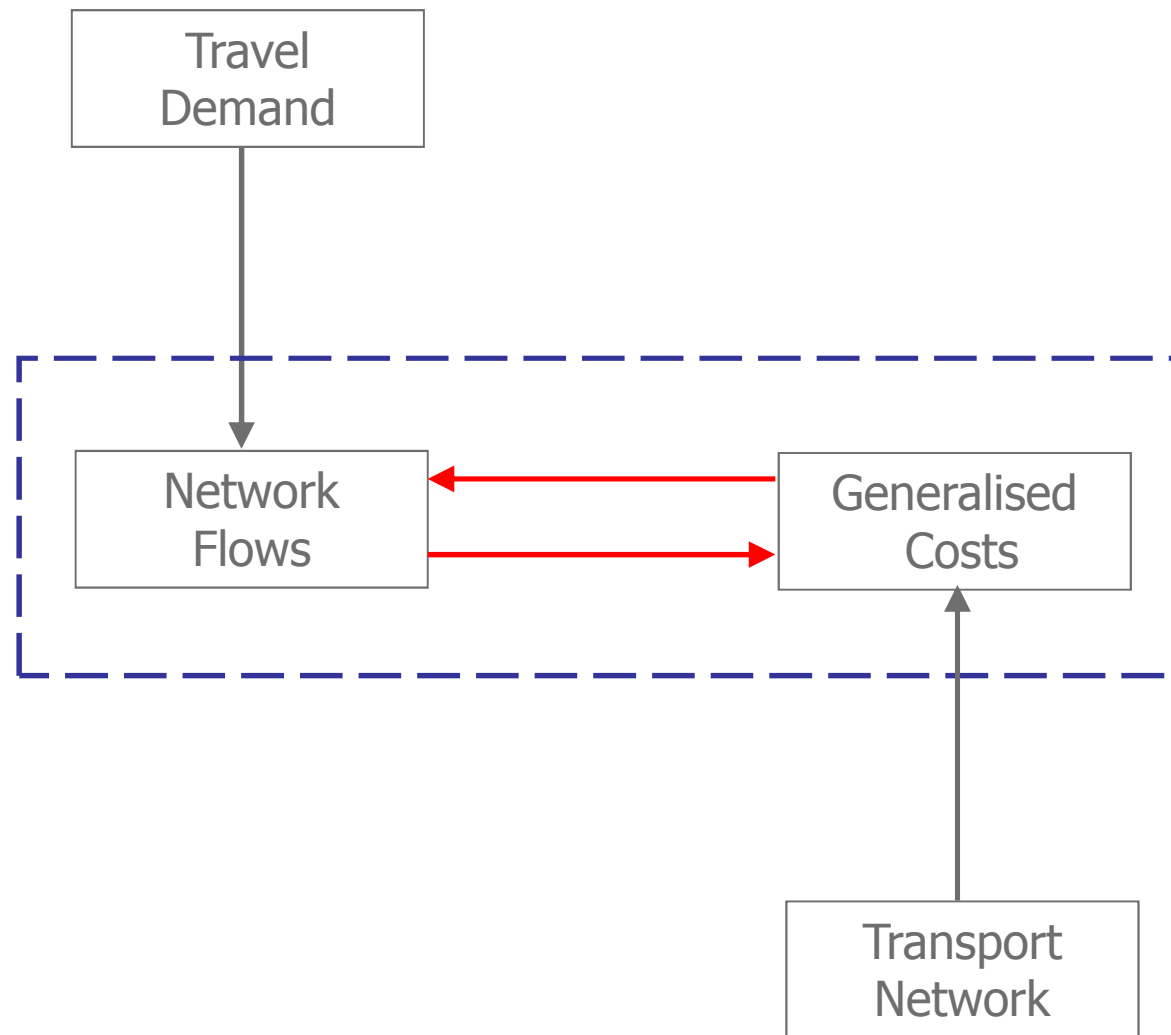 Travel
Demand
Network
Flows
Generalised
Costs
Transport
Network